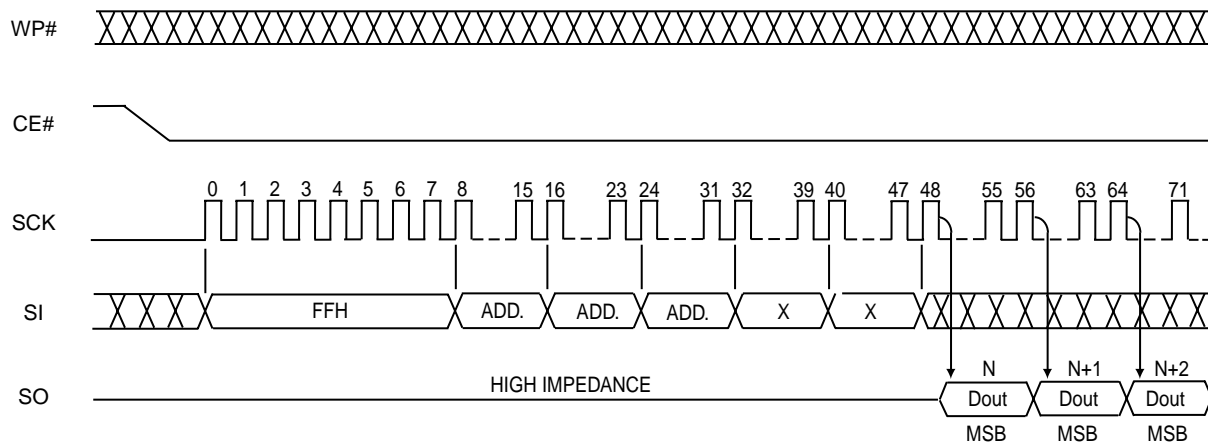 WP#
CE#
0 1 2 3 4 5 6 7 8 15 16 23 24 31 32 39 40 47 48 55 56 63 64 71
SCK
SI FFH ADD. ADD. ADD. X X
N N+1 N+2
HIGH IMPEDANCE
SO Dout Dout Dout
MSB MSB MSB